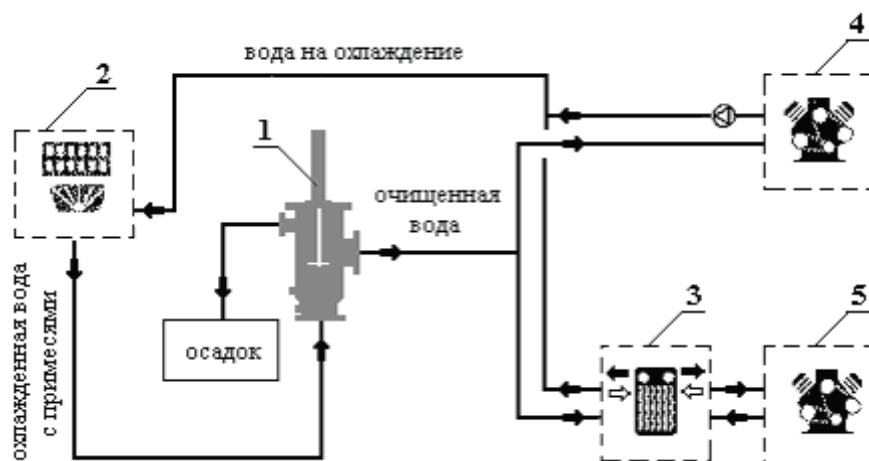 вода на охлаждение
4
2
1
очищенная
вода
охлажденная вода
с примесями
осадок
3
5